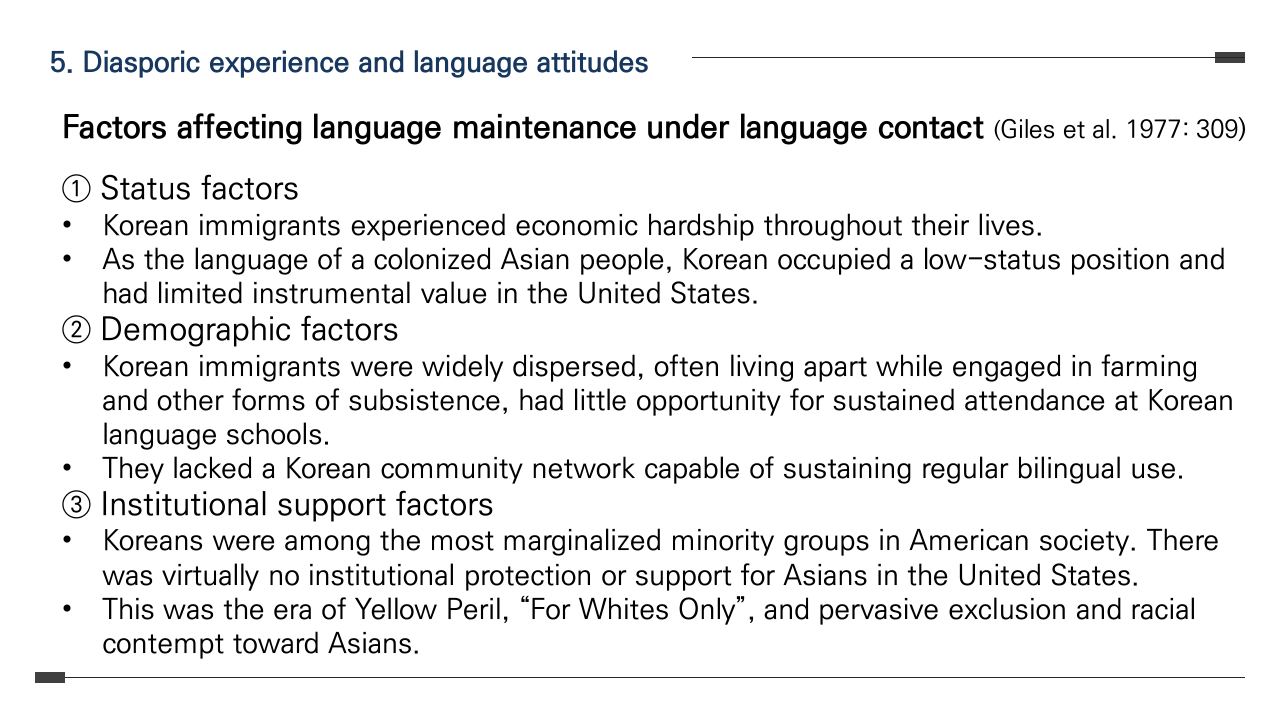 5. Diasporic experience and language attitudes
Factors affecting language maintenance under language contact (Giles et al. 1977: 309)
① Status factors
• Korean immigrants experienced economic hardship throughout their lives.
• As the language of a colonized Asian people, Korean occupied a low-status position and
had limited instrumental value in the United States.
② Demographic factors
• Korean immigrants were widely dispersed, often living apart while engaged in farming
and other forms of subsistence, had little opportunity for sustained attendance at Korean
language schools.
• They lacked a Korean community network capable of sustaining regular bilingual use.
③ Institutional support factors
• Koreans were among the most marginalized minority groups in American society. There
was virtually no institutional protection or support for Asians in the United States.
• This was the era of Yellow Peril, “For Whites Only”, and pervasive exclusion and racial
contempt toward Asians.